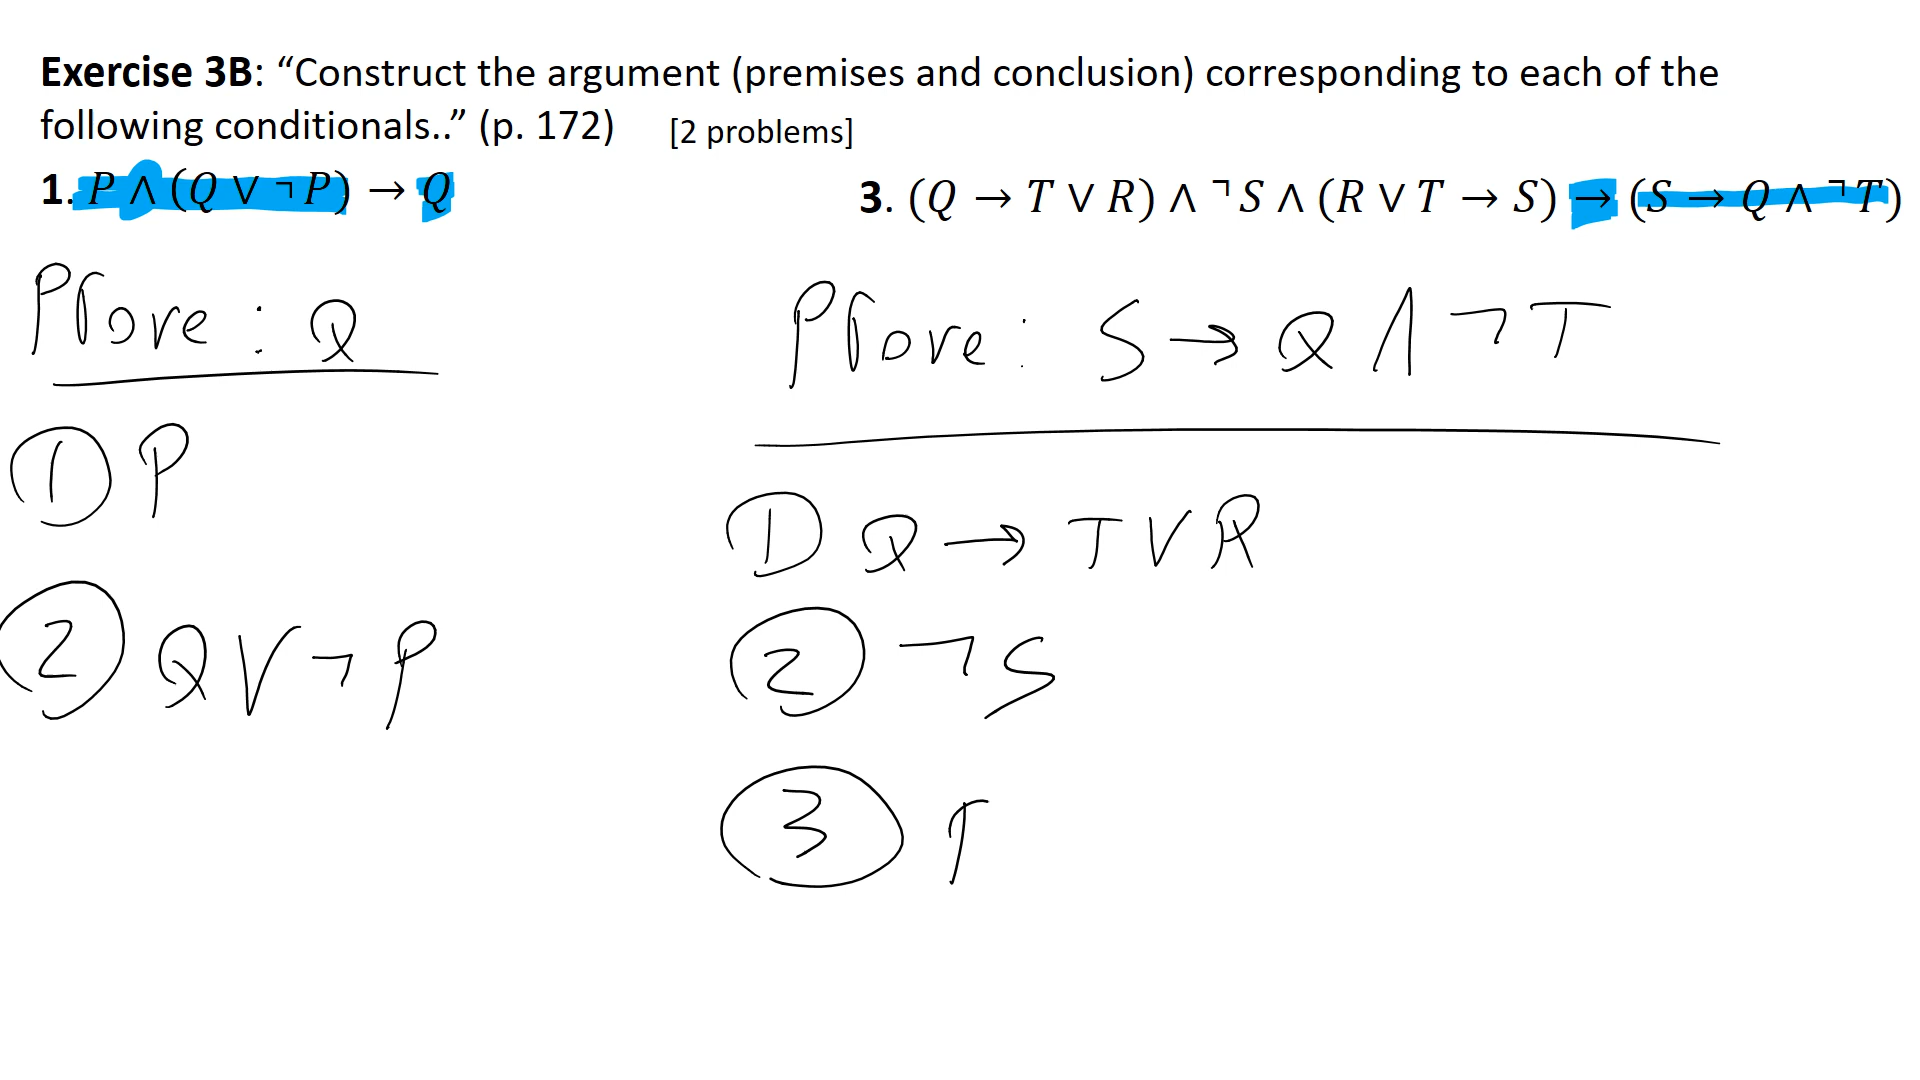 Exercise 3B: “Construct the argument (premises and conclusion) corresponding to each of the
following conditionals..” (p. 172) [2 problems]
1. P ∧ (Q ∨ ¬ P) → Q
3. (Q → T ∨ R) ∧ ¬ S ∧ (R ∨ T → S) → (S → Q ∧ ¬ T)
Prove: Q
① P
② Q ∨ ¬ P
Prove: S → Q ∧ ¬ T
① Q → T ∨ R
② ¬ S
③